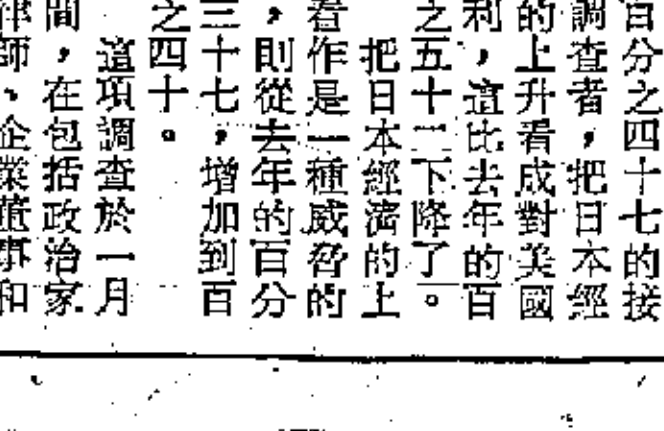 百分之四十七的接
調查者，把日本經
的上升看成對美國
利，這比去年的百
之五十二下降了。
把日本經濟的上
看作是一種威脅的
，則從去年的百分
三十七，增加到百
之四十。
這項調查於一月
間，在包括政治家
律師、企業董事和